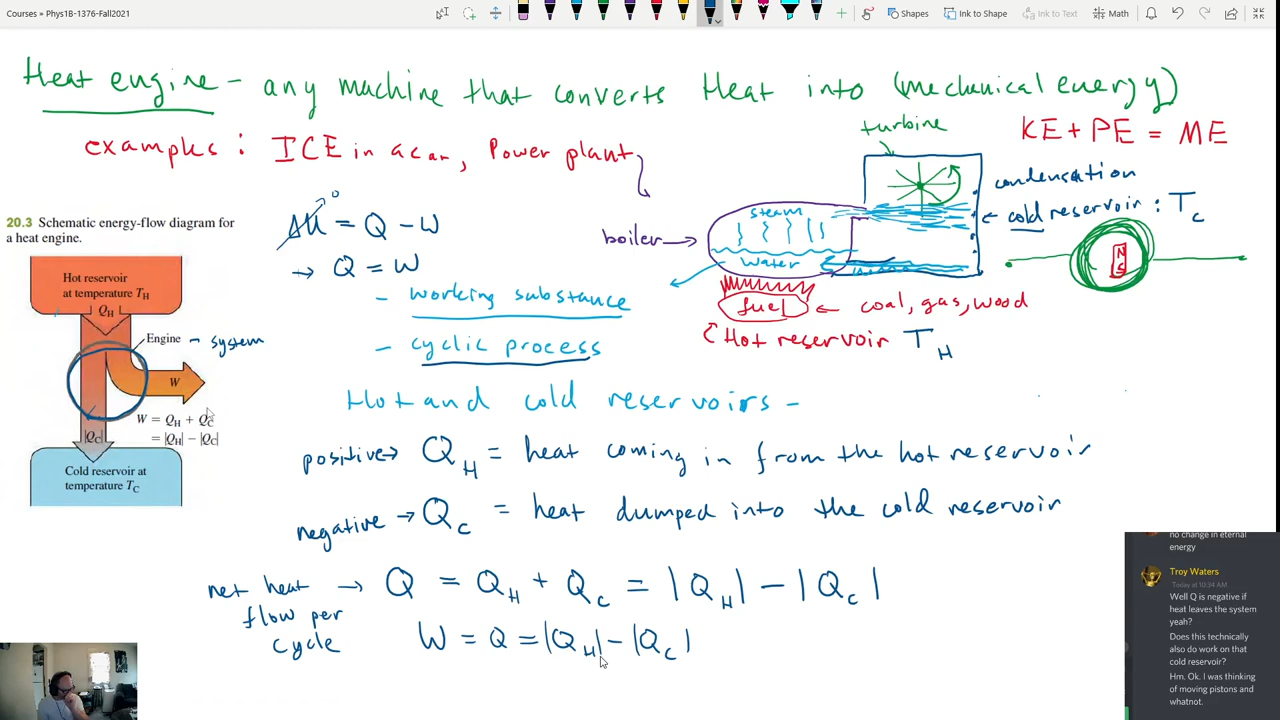 Courses » Phys1B-1376-Fall2021
Shapes
Ink to Shape
Ink to Text
Math
Heat engine - any machine that converts Heat into (mechanical energy)
KE + PE = ME
examples: ICE in a car, Power plant
turbine
condensation
cold reservoir: Tc
steam
boiler →
water
N
S
fuel ← coal, gas, wood
Hot reservoir TH
20.3 Schematic energy-flow diagram for
a heat engine.
Hot reservoir
at temperature TH
QH
Engine - system
W
W = QH + QC
= |QH| − |QC|
|QC|
Cold reservoir at
temperature TC
ΔU = Q - W
0
→ Q = W
- working substance
- cyclic process
Hot and cold reservoirs -
positive → QH = heat coming in from the hot reservoir
negative → Qc = heat dumped into the cold reservoir
net heat flow per cycle → Q = QH + Qc = |QH| - |Qc|
W = Q = |QH| - |Qc|
no change in eternal
energy
Troy Waters
Today at 10:34 AM
Well Q is negative if
heat leaves the system
yeah?
Does this technically
also do work on that
cold reservoir?
Hm. Ok. I was thinking
of moving pistons and
whatnot.